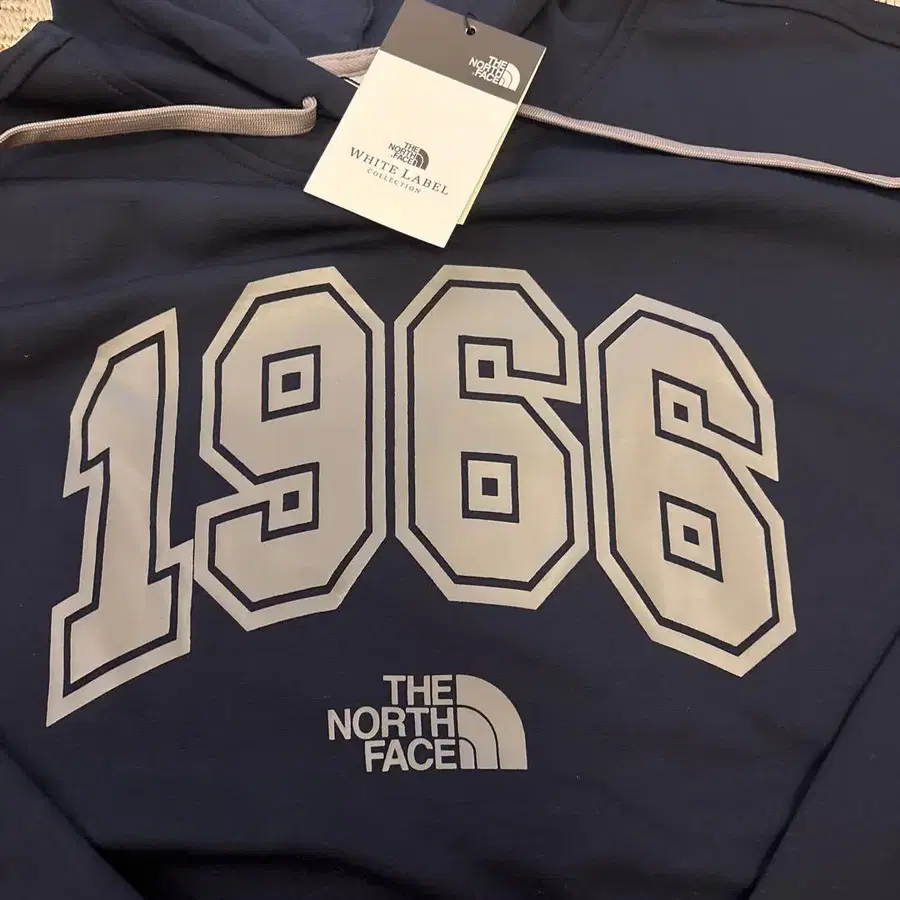 THE
NORTH
FACE
THE
NORTH
FACE
WHITE LABEL
COLLECTION
1966
THE
NORTH
FACE